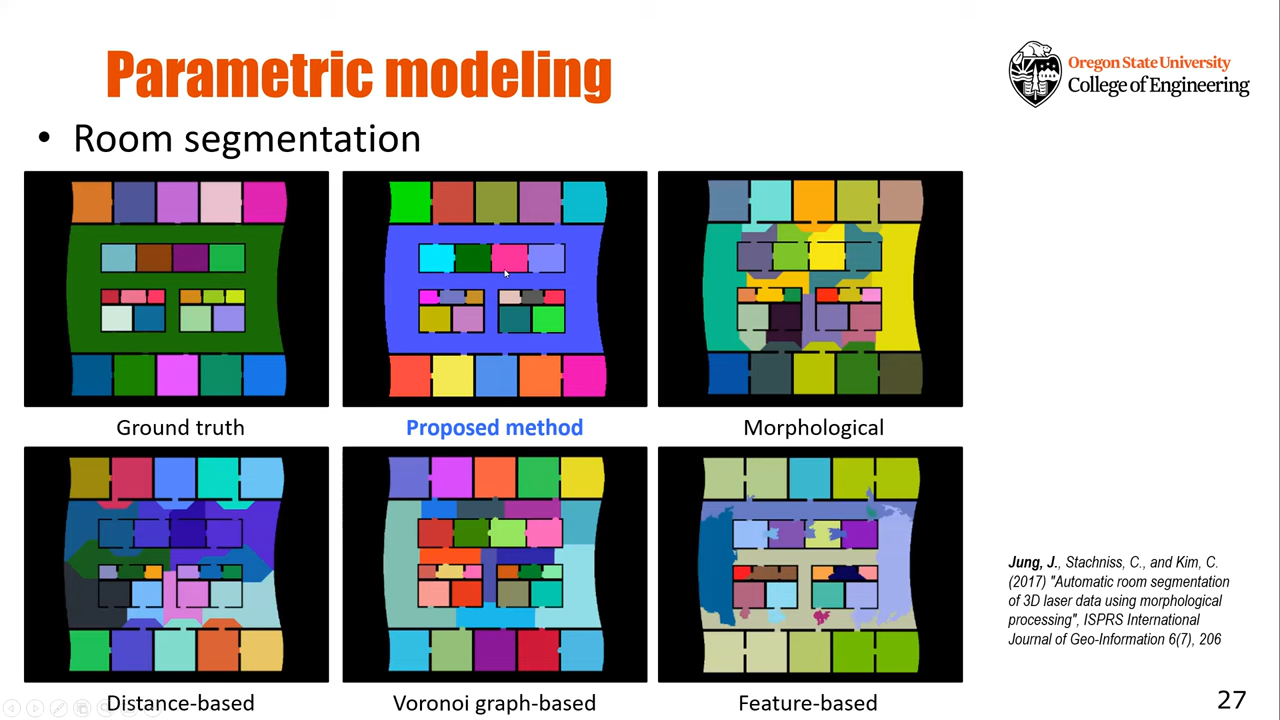 Parametric modeling
Oregon State University
College of Engineering
• Room segmentation
Ground truth
Proposed method
Morphological
Distance-based
Voronoi graph-based
Feature-based
Jung, J., Stachniss, C., and Kim, C.
(2017) "Automatic room segmentation
of 3D laser data using morphological
processing", ISPRS International
Journal of Geo-Information 6(7), 206
27